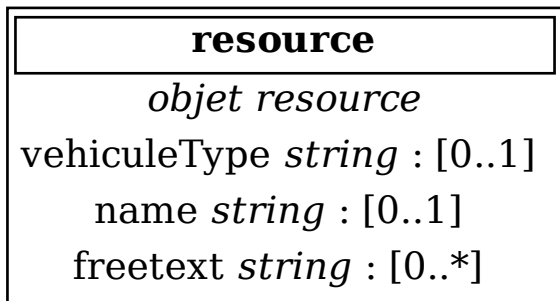 resource
objet resource
vehiculeType string : [0..1]
name string : [0..1]
freetext string : [0..*]